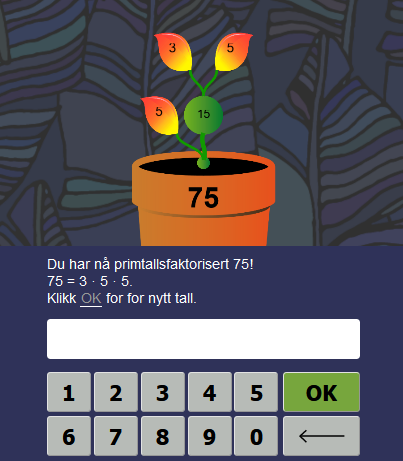 3 5
5 15
75
Du har nå primtallsfaktorisert 75!
75 = 3 · 5 · 5.
Klikk OK for for nytt tall.
1 2 3 4 5 OK
6 7 8 9 0